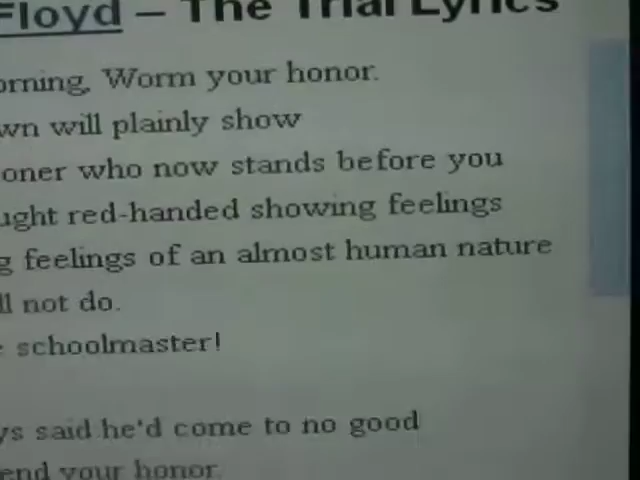 Floyd – The Trial Lyrics
orning, Worm your honor.
wn will plainly show
oner who now stands before you
ught red-handed showing feelings
g feelings of an almost human nature
ll not do.
schoolmaster!
ys said he'd come to no good
end your honor